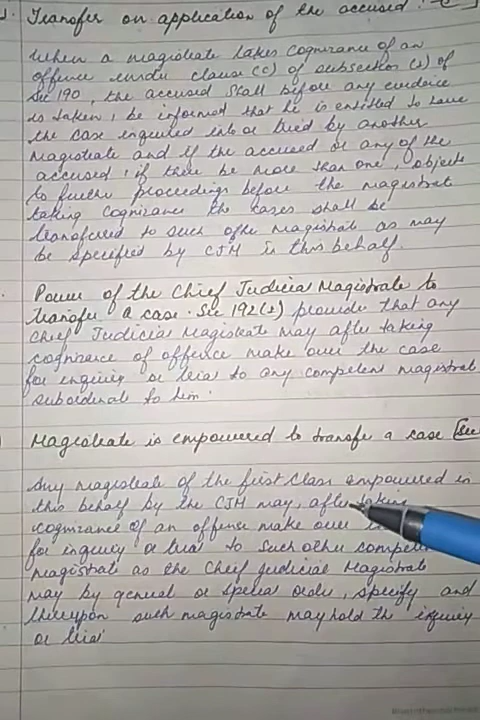 Transfer on application of the accused :-
When a magistrate takes cognizance of an
offence under clause (c) of subsection (1) of
Sec 190, the accused shall before any evidence
is taken, be informed that he is entitled to have
the case enquired into or tried by another
Magistrate and if the accused or any of the
accused, if there be more than one, objects
to further proceedings before the magistrate
taking cognizance the cases shall be
transferred to such other magistrate as may
be specified by CJM in this behalf.
Power of the Chief Judicial Magistrate to
transfer a case. Sec 192(1) provide that any
Chief Judicial Magistrate may after taking
cognizance of offence make over the case
for inquiry or trial to any competent magistrate
subordinate to him.
Magistrate is empowered to transfer a case (Sec
Any magistrate of the first class empowered in
this behalf by the CJM may, after taking
cognizance of an offense make over
for inquiry or trial to such other
magistrate as the Chief Judicial Magistrate
may by general or special order, specify and
thereupon such magistrate may hold the inquiry
or trial